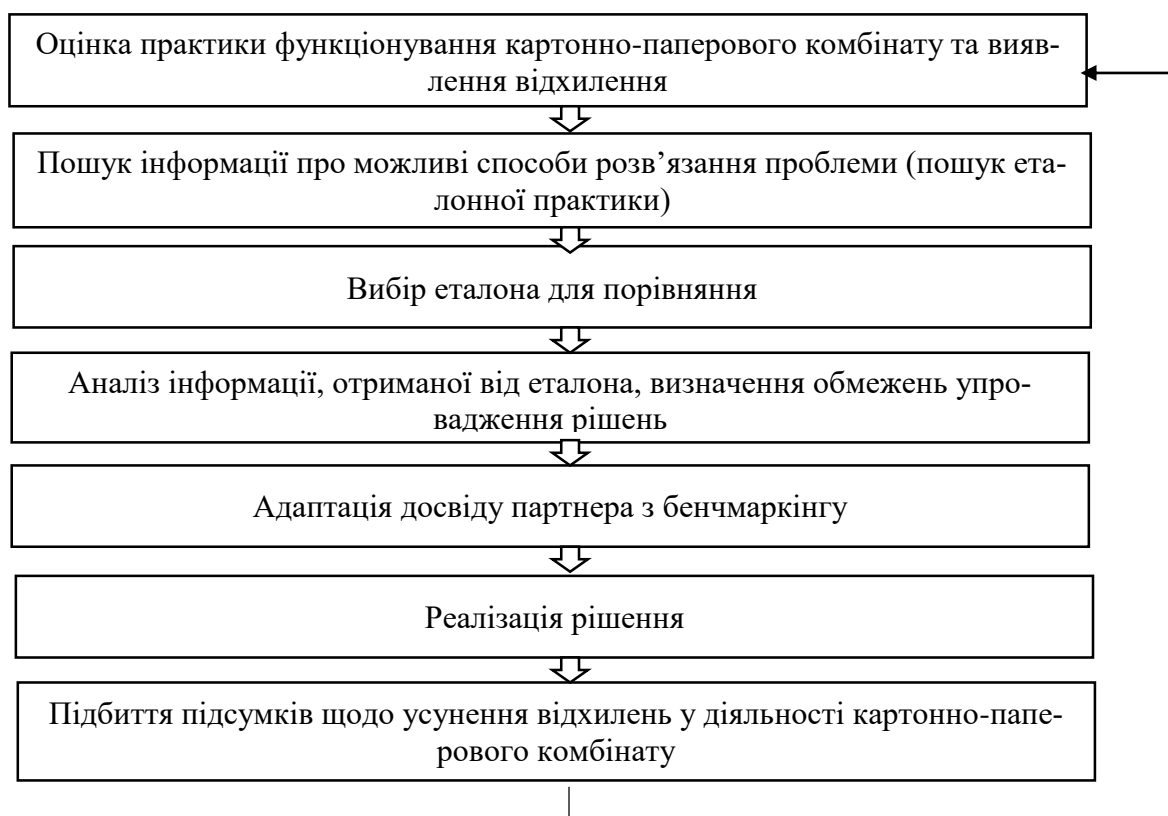 Оцінка практики функціонування картонно-паперового комбінату та вияв-
лення відхилення
Пошук інформації про можливі способи розв’язання проблеми (пошук ета-
лонної практики)
Вибір еталона для порівняння
Аналіз інформації, отриманої від еталона, визначення обмежень упро-
вадження рішень
Адаптація досвіду партнера з бенчмаркінгу
Реалізація рішення
Підбиття підсумків щодо усунення відхилень у діяльності картонно-папе-
рового комбінату